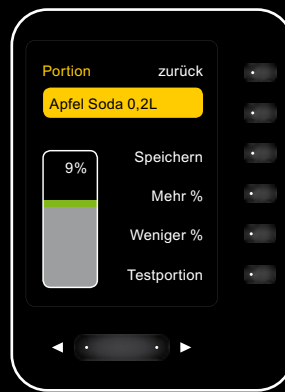 Portion zurück
Apfel Soda 0,2L
Speichern
9%
Mehr %
Weniger %
Testportion